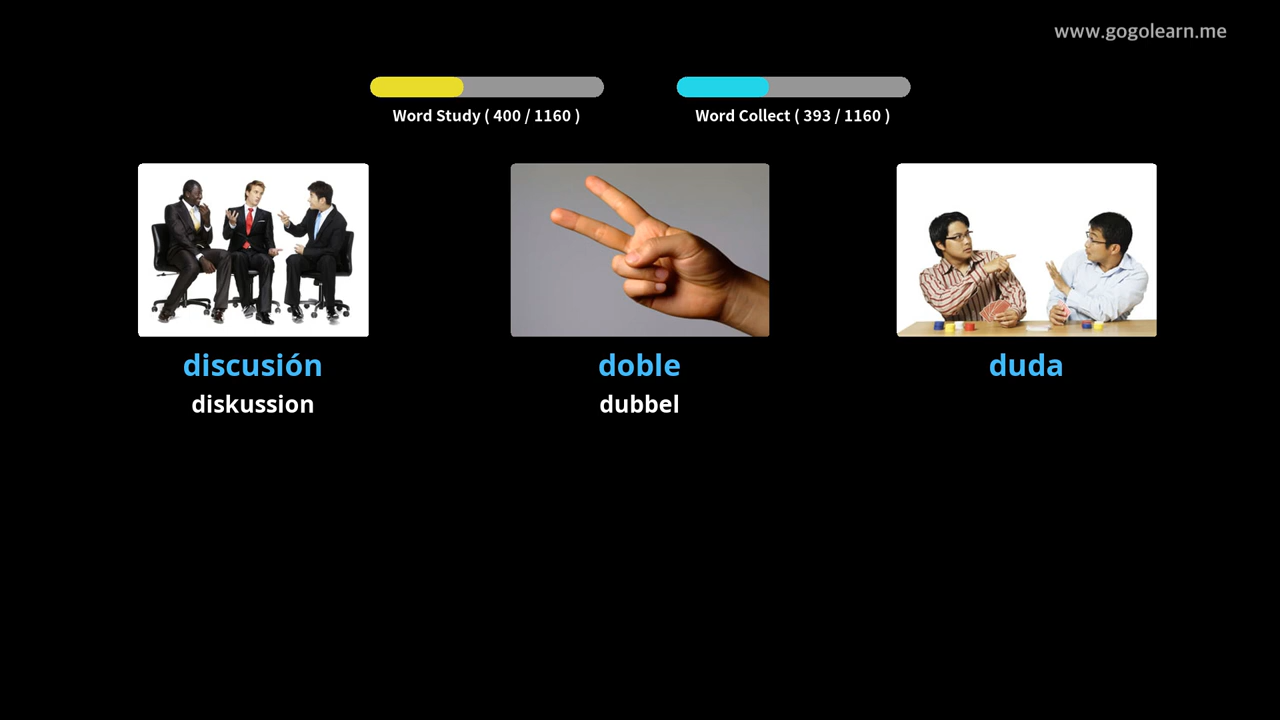 www.gogolearn.me
Word Study ( 400 / 1160 )
Word Collect ( 393 / 1160 )
discusión
doble
duda
diskussion
dubbel